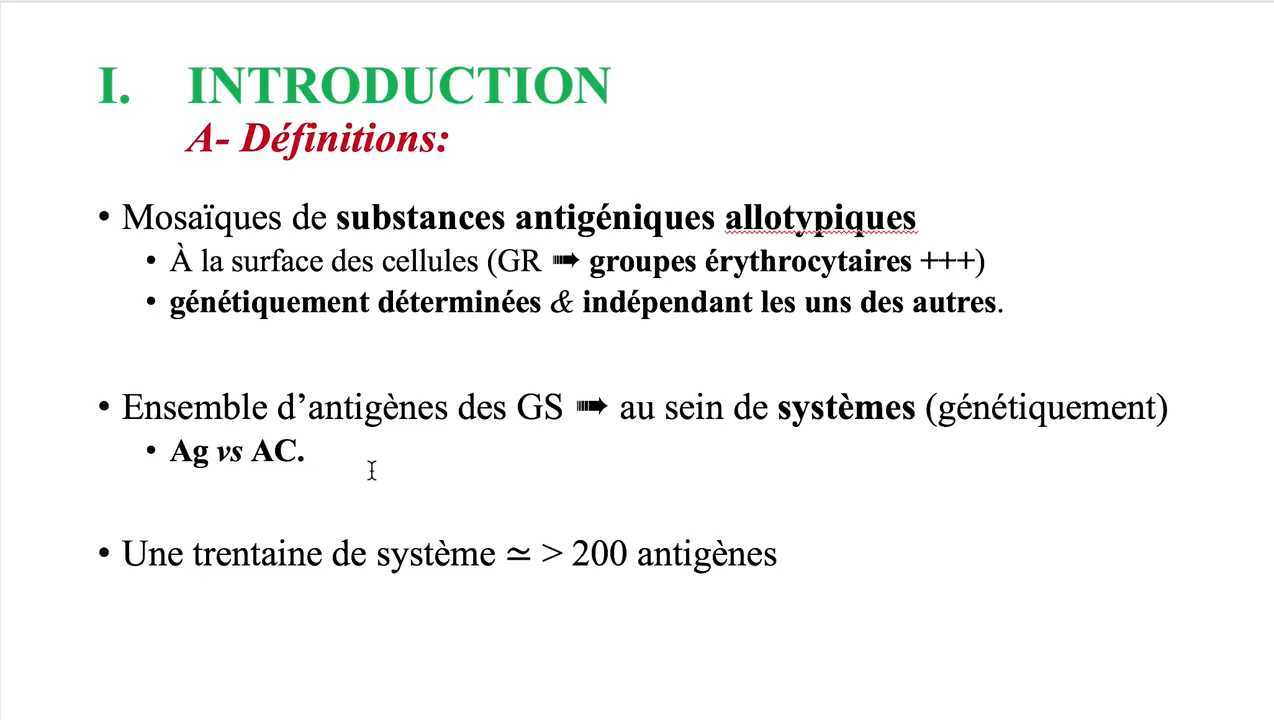 I. INTRODUCTION
A- Définitions:
• Mosaïques de substances antigéniques allotypiques
• À la surface des cellules (GR ➠ groupes érythrocytaires +++)
• génétiquement déterminées & indépendant les uns des autres.
• Ensemble d’antigènes des GS ➠ au sein de systèmes (génétiquement)
• Ag vs AC.
• Une trentaine de système ≃ > 200 antigènes